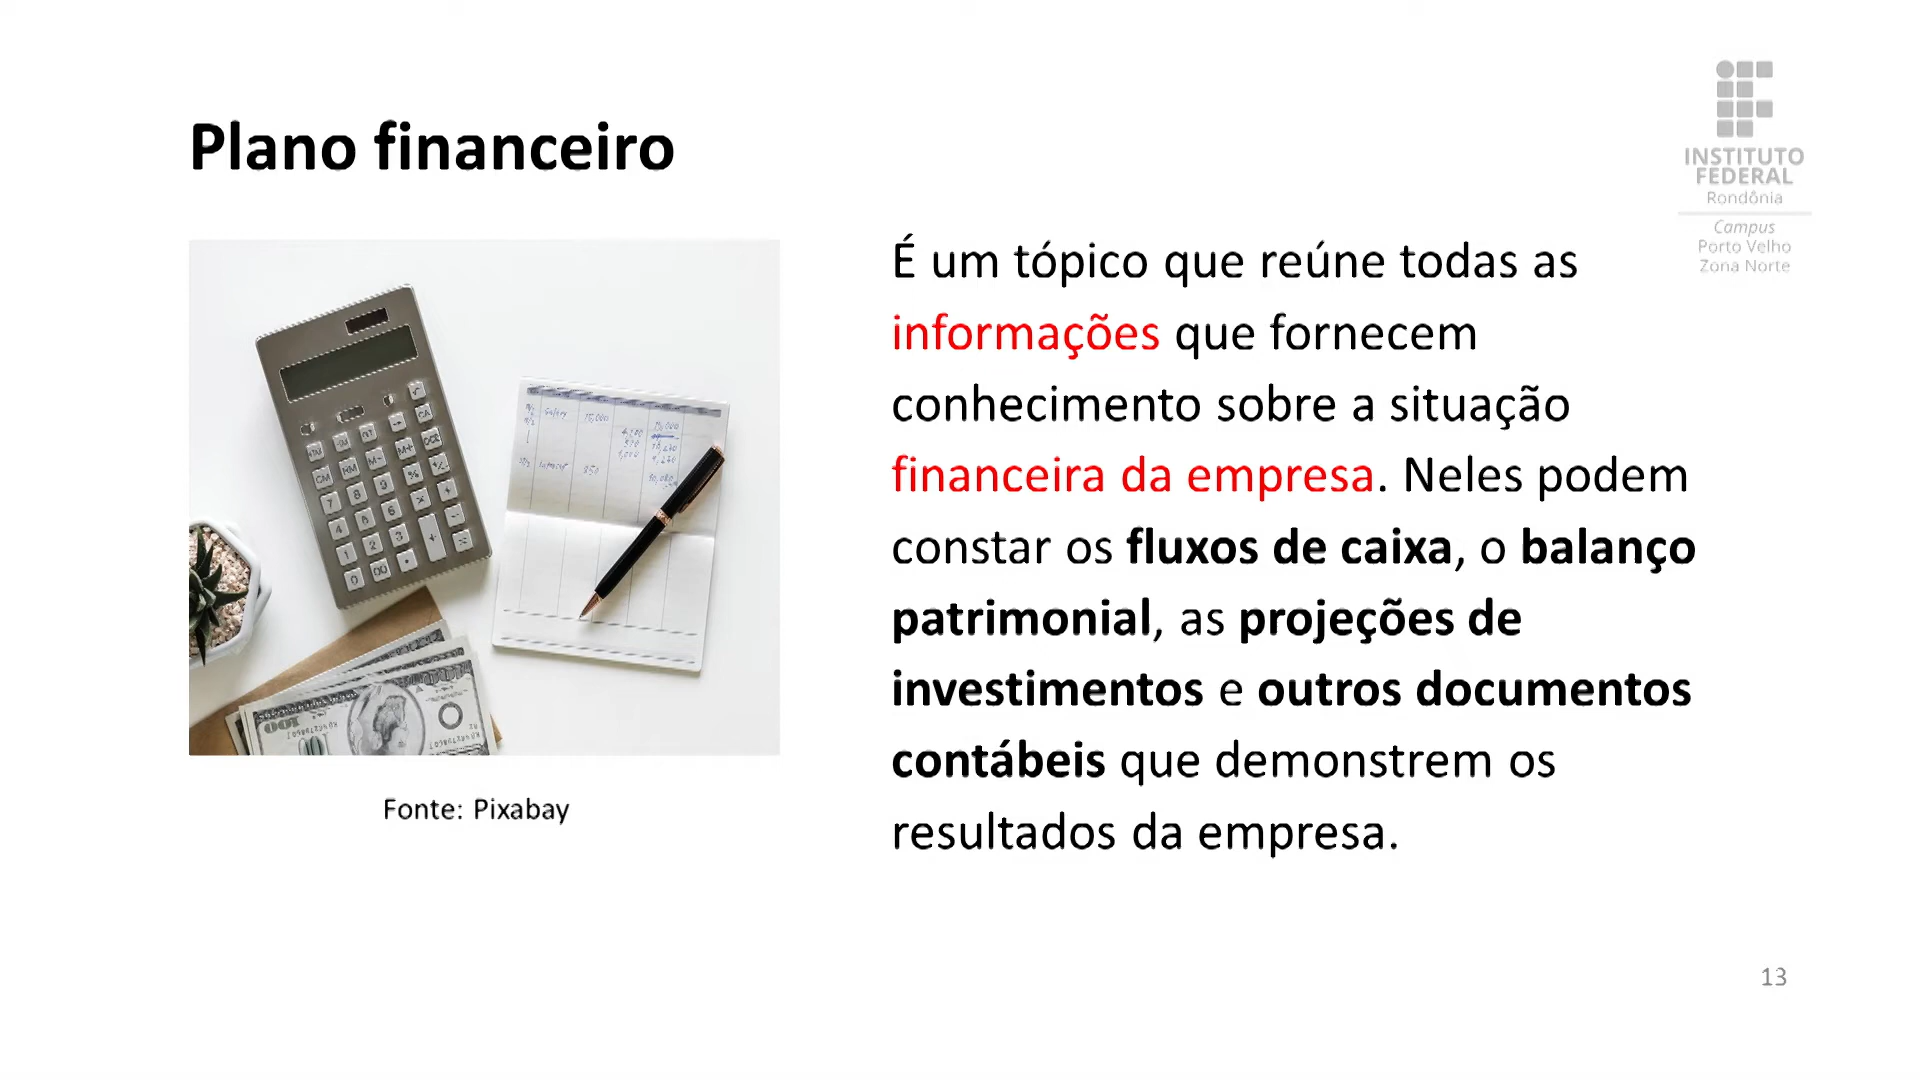 Plano financeiro
INSTITUTO
FEDERAL
Rondônia
Campus
Porto Velho
Zona Norte
É um tópico que reúne todas as
informações que fornecem
conhecimento sobre a situação
financeira da empresa. Neles podem
constar os fluxos de caixa, o balanço
patrimonial, as projeções de
investimentos e outros documentos
contábeis que demonstrem os
resultados da empresa.
Fonte: Pixabay
13